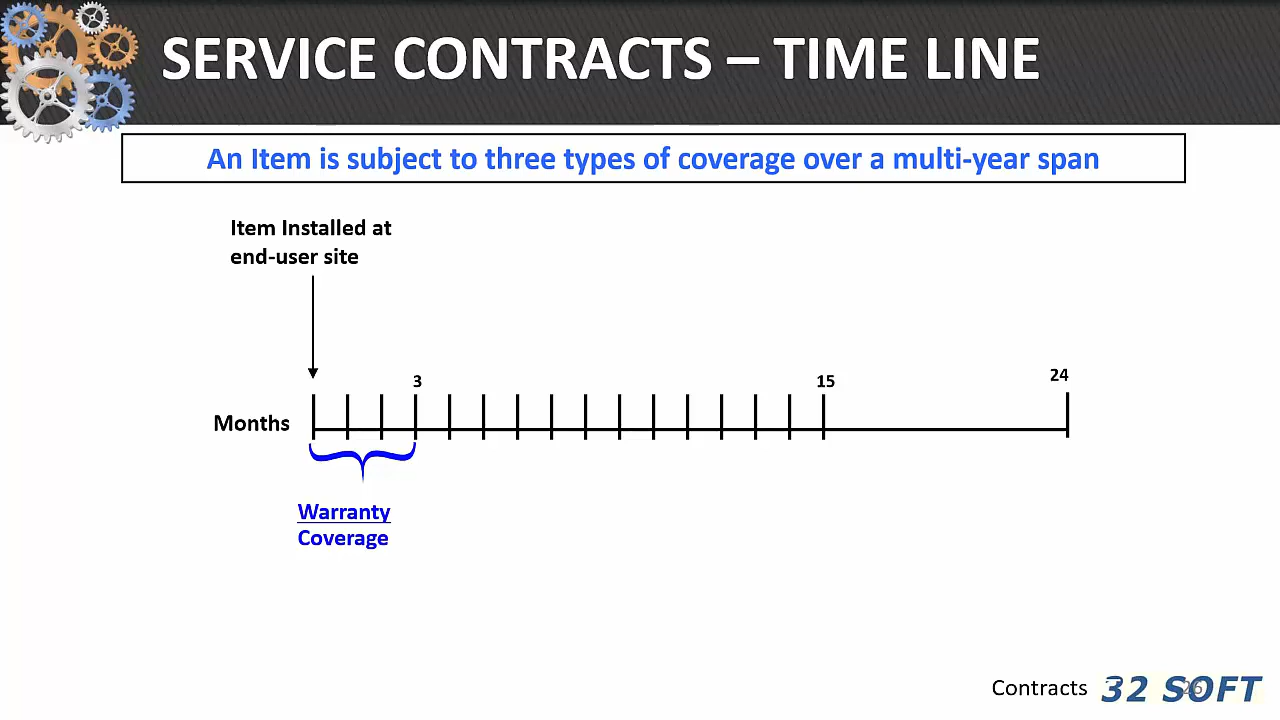 SERVICE CONTRACTS – TIME LINE
An Item is subject to three types of coverage over a multi-year span
Item Installed at
end-user site
3
15
24
Months
Warranty
Coverage
Contracts
32 SOFT
26